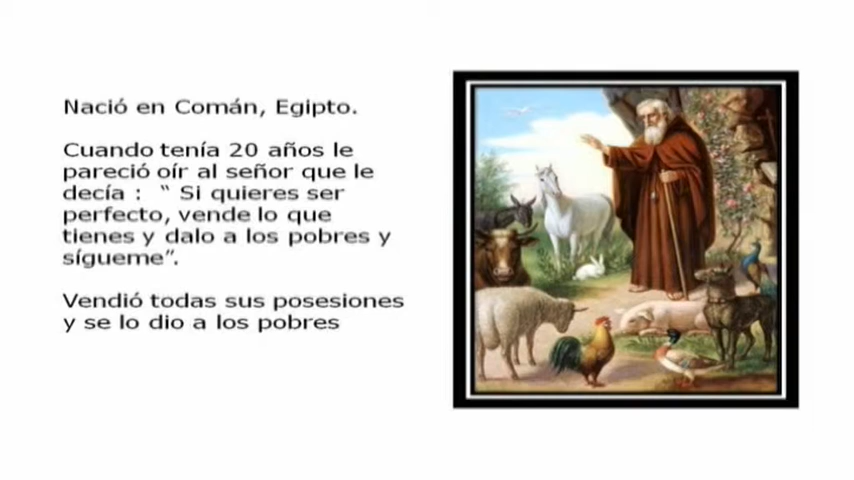 Nació en Comán, Egipto.
Cuando tenía 20 años le
pareció oír al señor que le
decía : “ Si quieres ser
perfecto, vende lo que
tienes y dalo a los pobres y
sígueme”.
Vendió todas sus posesiones
y se lo dio a los pobres